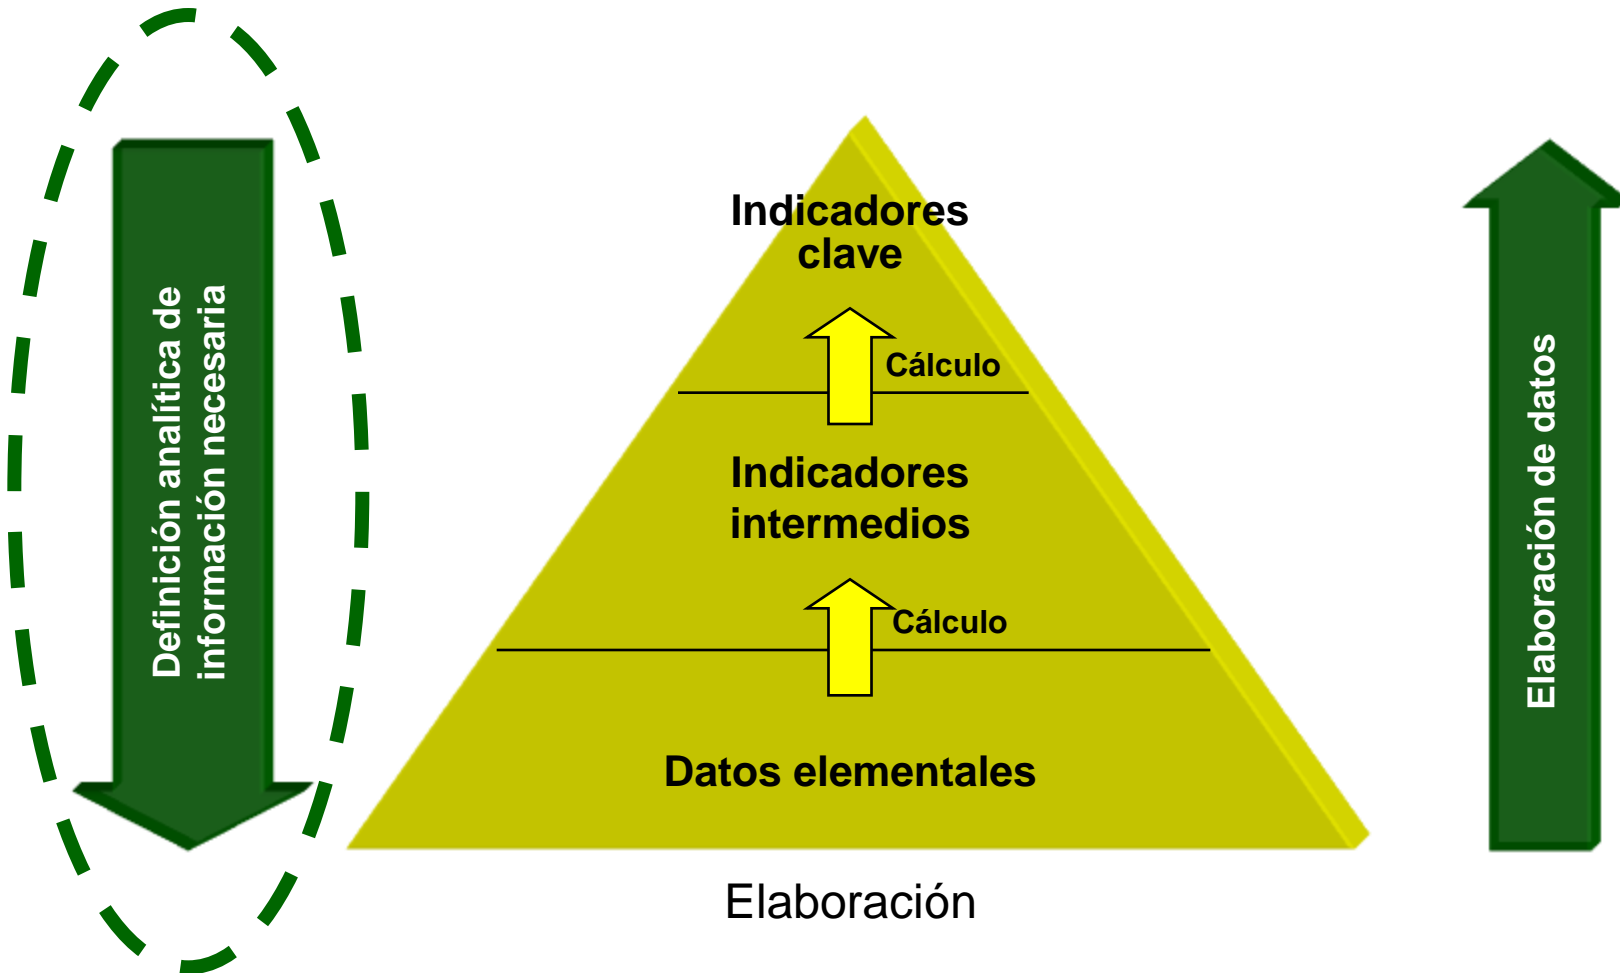 Definición analítica de
información necesaria
Indicadores
clave
Cálculo
Indicadores
intermedios
Cálculo
Datos elementales
Elaboración
Elaboración de datos